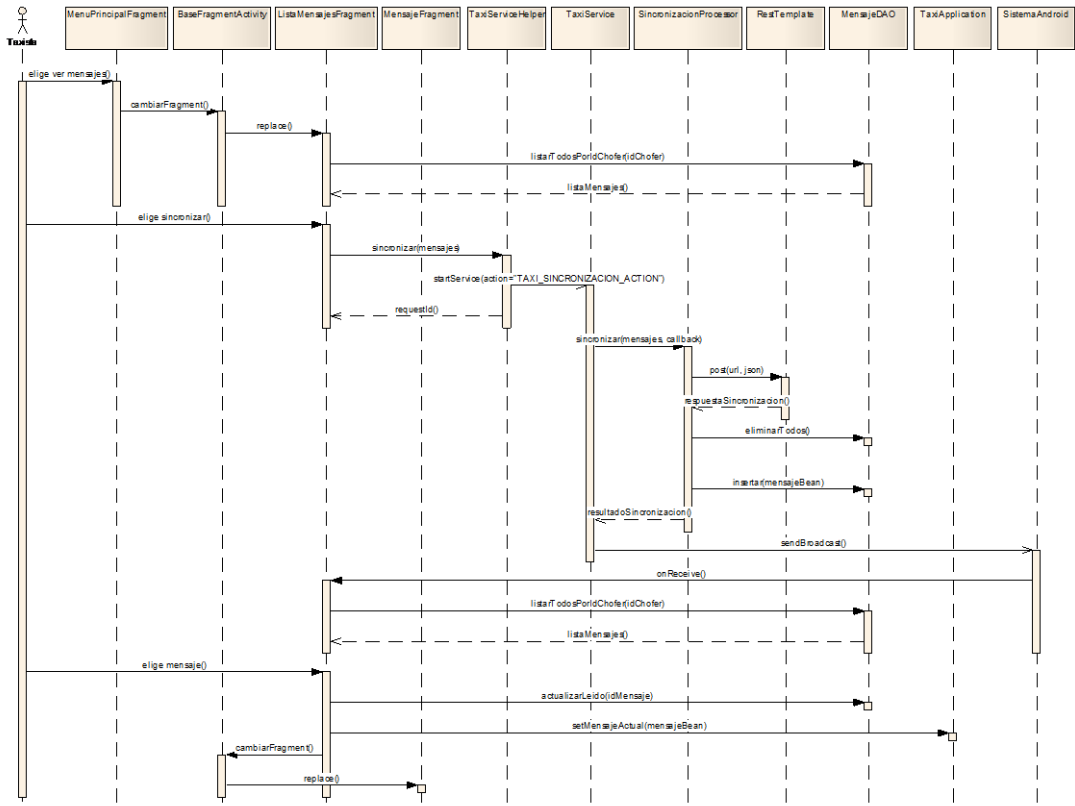 MenuPrincipalFragment
BaseFragmentActivity
ListaMensajesFragment
MensajeFragment
TaxiServiceHelper
TaxiService
SincronizacionProcessor
RestTemplate
MensajeDAO
TaxiApplication
SistemaAndroid
Taxista
elige ver mensajes()
cambiarFragment()
replace()
listarTodosPorIdChofer(idChofer)
listaMensajes()
elige sincronizar()
sincronizar(mensajes)
startService(action="TAXI_SINCRONIZACION_ACTION")
requestId()
sincronizar(mensajes, callback)
post(url, json)
respuestaSincronizacion()
eliminarTodos()
insertar(mensajeBean)
resultadoSincronizacion()
sendBroadcast()
onReceive()
listarTodosPorIdChofer(idChofer)
listaMensajes()
elige mensaje()
actualizarLeido(idMensaje)
setMensajeActual(mensajeBean)
cambiarFragment()
replace()